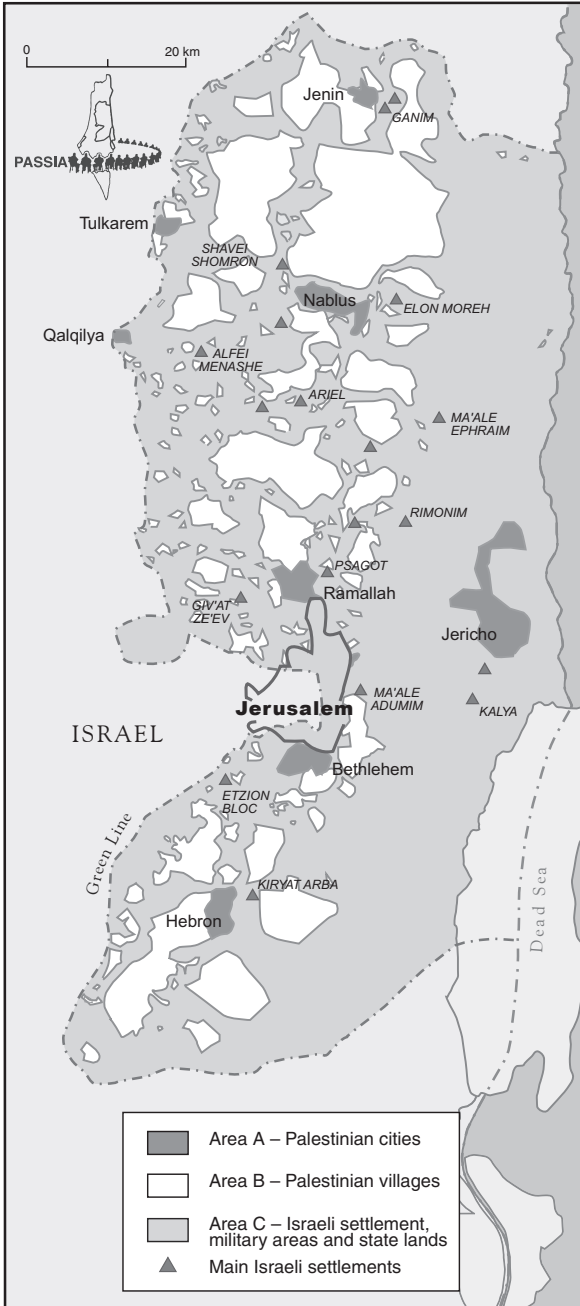 0 20 km
PASSIA
Jenin
GANIM
Tulkarem
SHAVEI
SHOMRON
Nablus
ELON MOREH
Qalqilya
ALFEI
MENASHE
ARIEL
MA'ALE
EPHRAIM
RIMONIM
PSAGOT
Ramallah
GIV'AT
ZE'EV
Jericho
Jerusalem
MA'ALE
ADUMIM
KALYA
ISRAEL
Bethlehem
ETZION
BLOC
Green Line
KIRYAT ARBA
Hebron
Dead Sea
Area A – Palestinian cities
Area B – Palestinian villages
Area C – Israeli settlement,
military areas and state lands
Main Israeli settlements